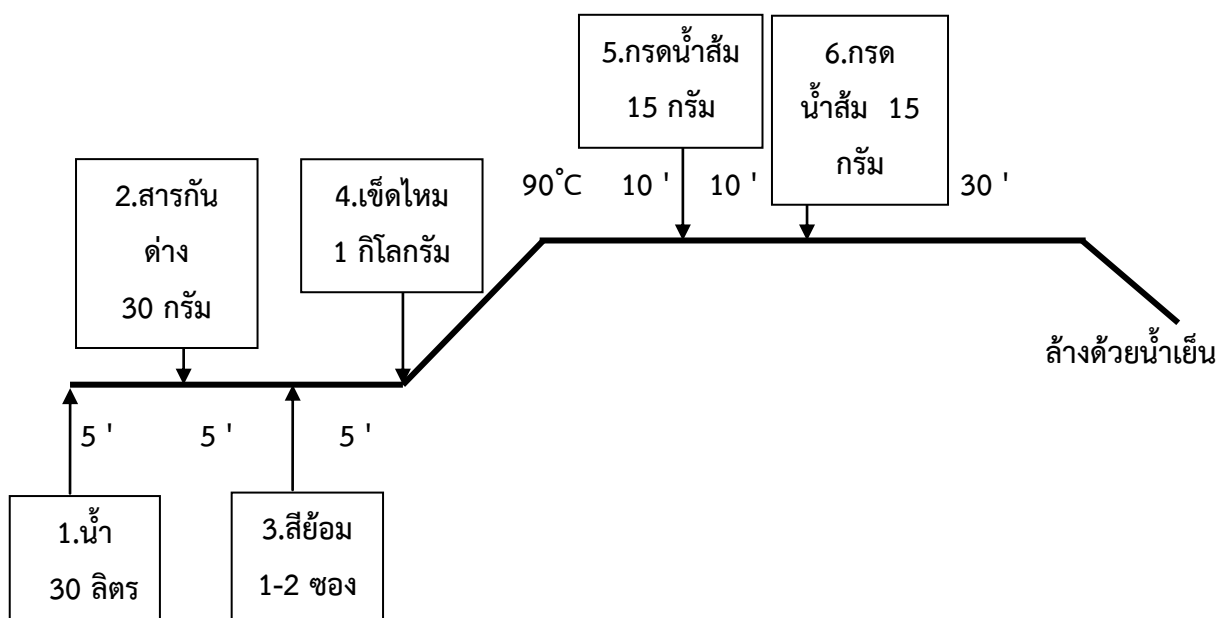 5.กรดน้ำส้ม
15 กรัม
6.กรด
น้ำส้ม 15
กรัม
2.สารกัน
ด่าง
30 กรัม
4.เข็ดไหม
1 กิโลกรัม
90°C 10 ' 10 ' 30 '
ล้างด้วยน้ำเย็น
5 ' 5 ' 5 '
1.น้ำ
30 ลิตร
3.สีย้อม
1-2 ซอง